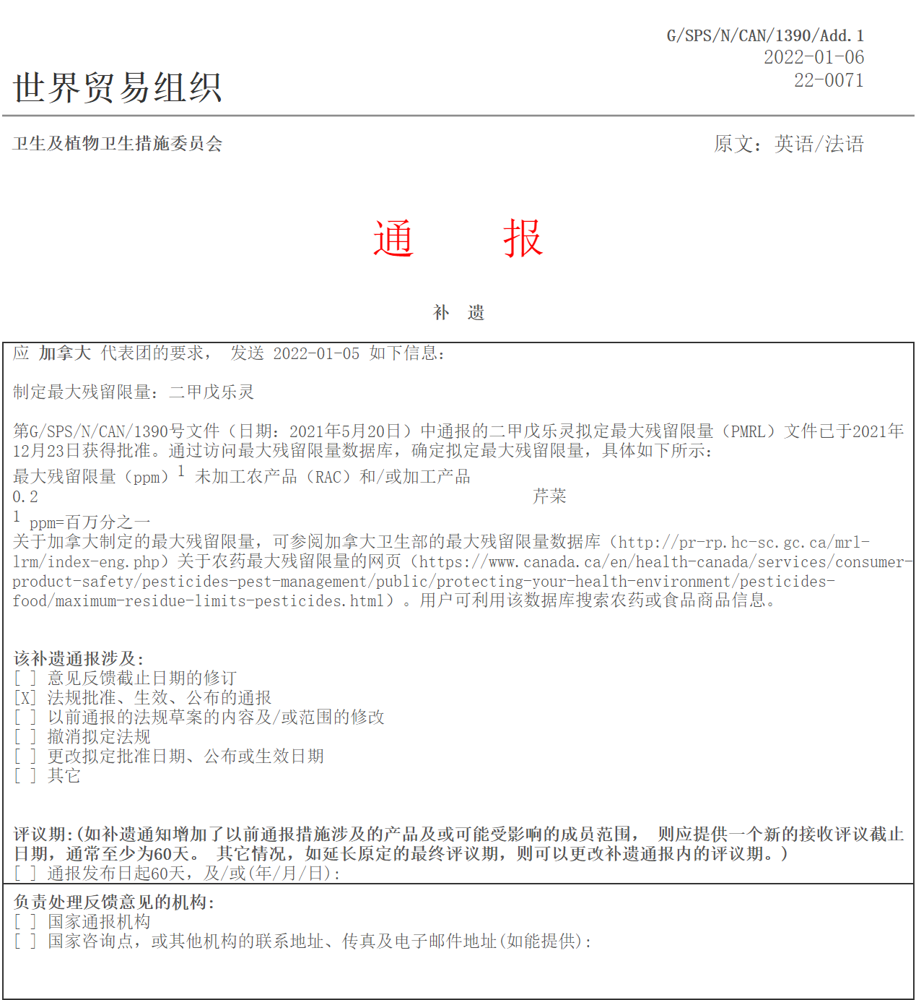 G/SPS/N/CAN/1390/Add.1
2022-01-06
22-0071
世界贸易组织
卫生及植物卫生措施委员会 原文：英语/法语
通 报
补 遗
应 加拿大 代表团的要求， 发送 2022-01-05 如下信息：
制定最大残留限量：二甲戊乐灵
第G/SPS/N/CAN/1390号文件（日期：2021年5月20日）中通报的二甲戊乐灵拟定最大残留限量（PMRL）文件已于2021年
12月23日获得批准。通过访问最大残留限量数据库，确定拟定最大残留限量，具体如下所示：
最大残留限量（ppm）1 未加工农产品（RAC）和/或加工产品
0.2 芹菜
1 ppm=百万分之一
关于加拿大制定的最大残留限量，可参阅加拿大卫生部的最大残留限量数据库（http://pr-rp.hc-sc.gc.ca/mrl-
lrm/index-eng.php）关于农药最大残留限量的网页（https://www.canada.ca/en/health-canada/services/consumer-
product-safety/pesticides-pest-management/public/protecting-your-health-environment/pesticides-
food/maximum-residue-limits-pesticides.html）。用户可利用该数据库搜索农药或食品商品信息。
该补遗通报涉及：
[ ] 意见反馈截止日期的修订
[X] 法规批准、生效、公布的通报
[ ] 以前通报的法规草案的内容及/或范围的修改
[ ] 撤消拟定法规
[ ] 更改拟定批准日期、公布或生效日期
[ ] 其它
评议期:(如补遗通知增加了以前通报措施涉及的产品及或可能受影响的成员范围， 则应提供一个新的接收评议截止
日期，通常至少为60天。 其它情况，如延长原定的最终评议期，则可以更改补遗通报内的评议期。)
[ ] 通报发布日起60天，及/或(年/月/日):
负责处理反馈意见的机构:
[ ] 国家通报机构
[ ] 国家咨询点，或其他机构的联系地址、传真及电子邮件地址(如能提供):